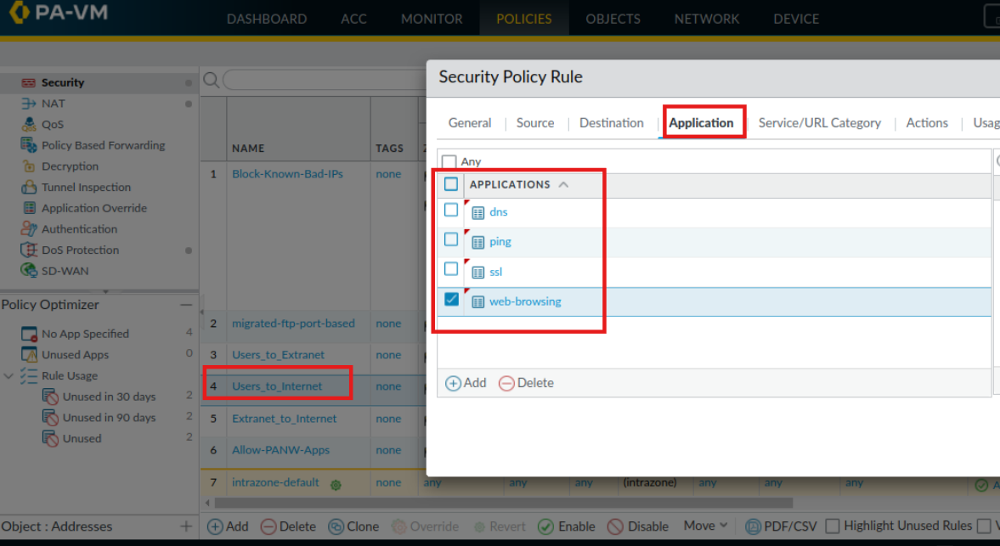 PA-VM
DASHBOARD ACC MONITOR POLICIES OBJECTS NETWORK DEVICE
Security
NAT
QoS
Policy Based Forwarding
Decryption
Tunnel Inspection
Application Override
Authentication
DoS Protection
SD-WAN
Policy Optimizer
No App Specified 4
Unused Apps 0
Rule Usage
Unused in 30 days 2
Unused in 90 days 2
Unused 2
Object : Addresses
NAME TAGS
1 Block-Known-Bad-IPs none
2 migrated-ftp-port-based none
3 Users_to_Extranet none
4 Users_to_Internet none
5 Extranet_to_Internet none
6 Allow-PANW-Apps none
7 intrazone-default none any any any (intrazone) any any any
Security Policy Rule
General Source Destination Application Service/URL Category Actions Usag
Any
APPLICATIONS
dns
ping
ssl
web-browsing
Add Delete
Add Delete Clone Override Revert Enable Disable Move PDF/CSV Highlight Unused Rules